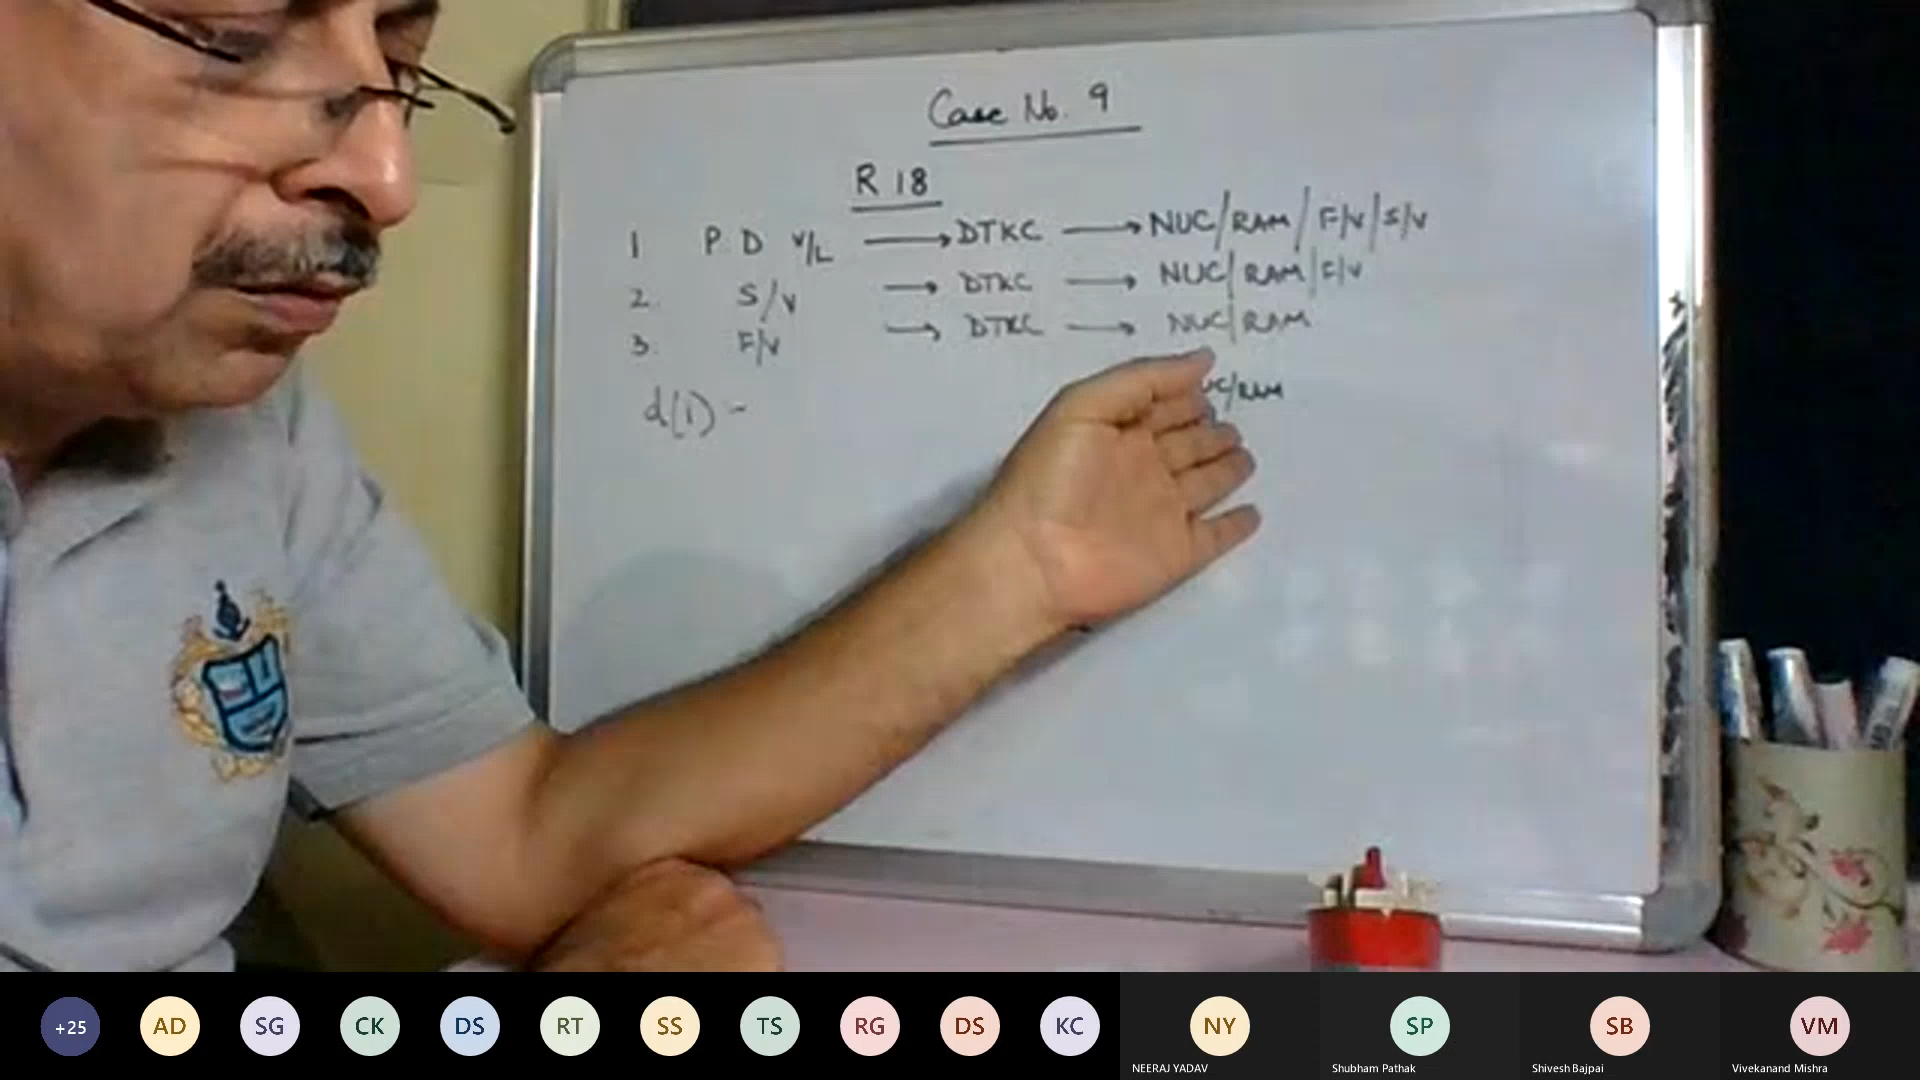 Case No. 9
R 18
1 P. D V/L → DTKC → NUC/RAM/F/V/S/V
2. S/V → DTKC → NUC/RAM/F/V
3. F/V → DTKC → NUC/RAM
d(i) - UC/RAM
+25 AD SG CK DS RT SS TS RG DS KC NY SP SB VM
NEERAJ YADAV Shubham Pathak Shivesh Bajpai Vivekanand Mishra